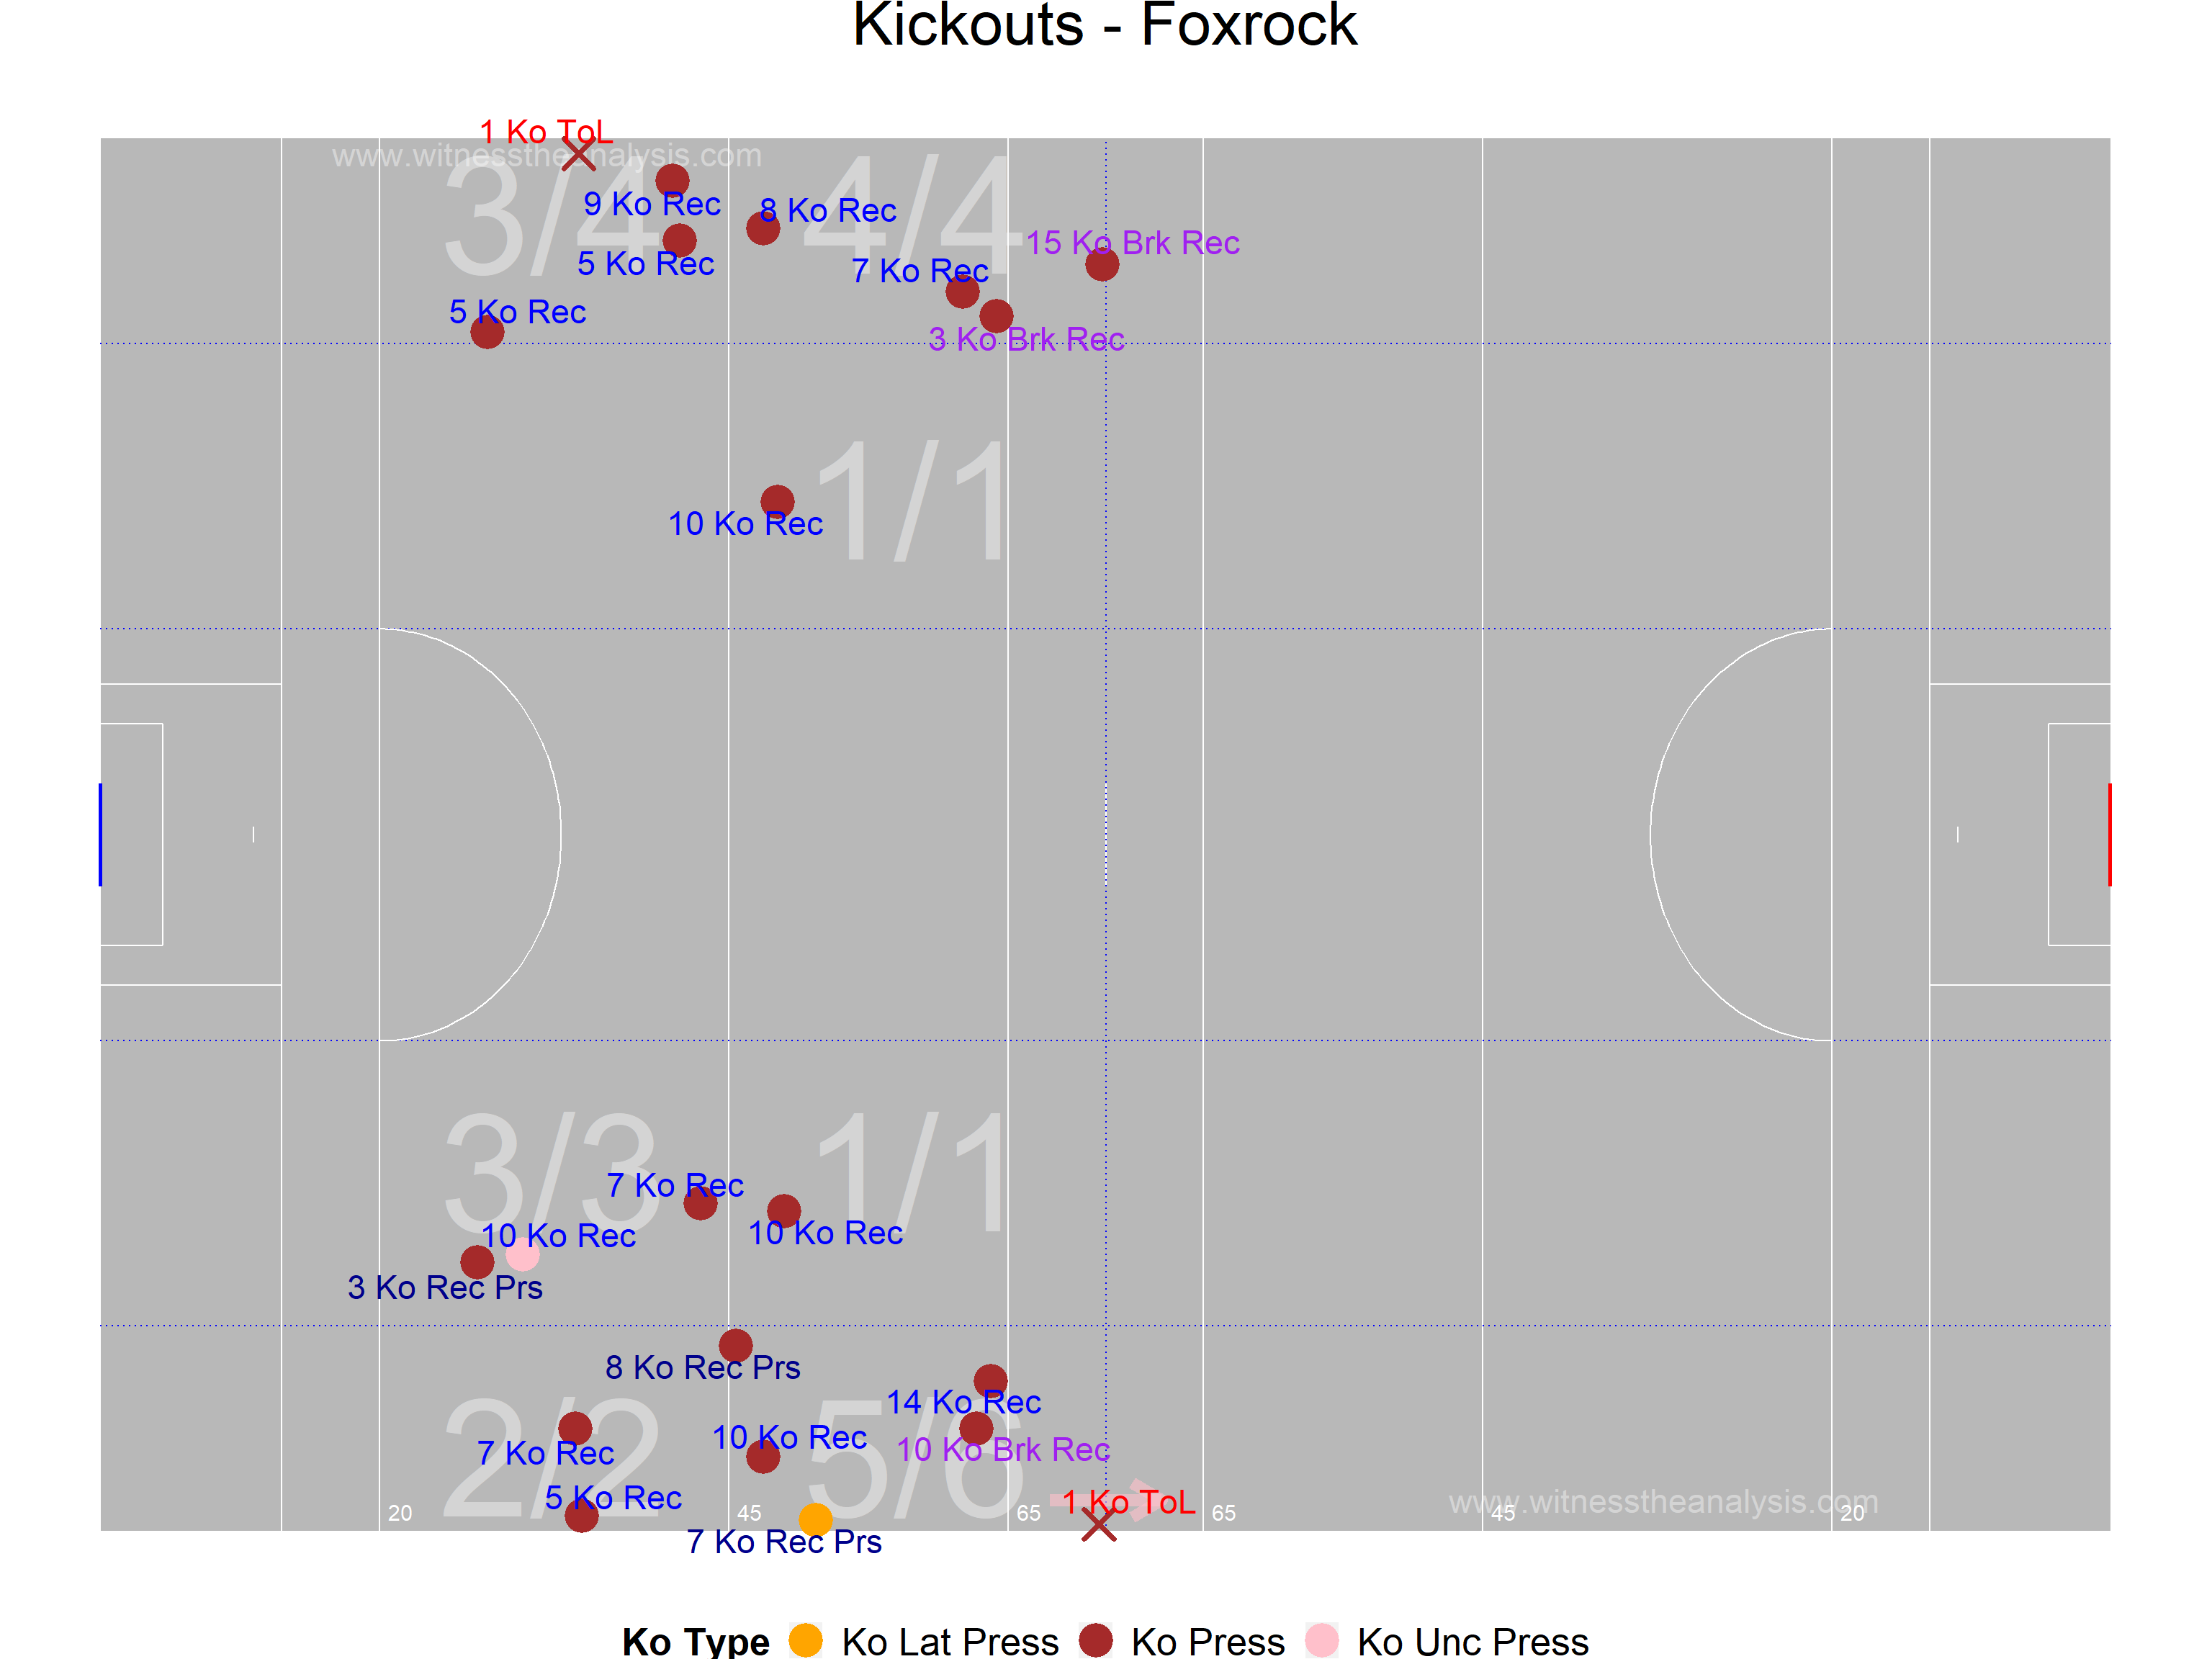 Kickouts - Foxrock
1 Ko ToL
www.witnesstheanalysis.com
3/4
4/4
9 Ko Rec
8 Ko Rec
5 Ko Rec
15 Ko Brk Rec
7 Ko Rec
5 Ko Rec
3 Ko Brk Rec
1/1
10 Ko Rec
3/3
1/1
7 Ko Rec
10 Ko Rec
10 Ko Rec
3 Ko Rec Prs
8 Ko Rec Prs
2/2
5/6
14 Ko Rec
10 Ko Rec
10 Ko Brk Rec
7 Ko Rec
5 Ko Rec
1 Ko ToL
www.witnesstheanalysis.com
20
45
65
65
45
20
7 Ko Rec Prs
Ko Type Ko Lat Press Ko Press Ko Unc Press